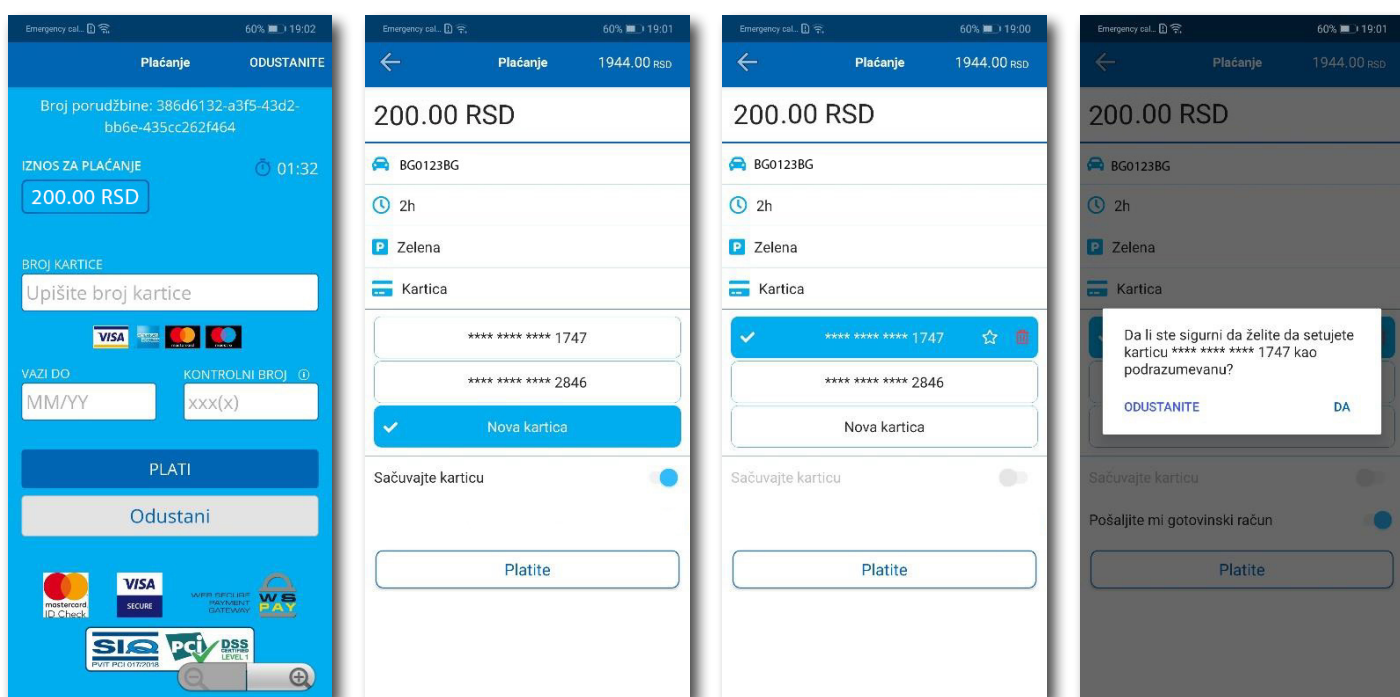 Emergency cal... 60% 19:02
Plaćanje ODUSTANITE
Broj porudžbine: 386d6132-a3f5-43d2-
bb6e-435cc262f464
IZNOS ZA PLAĆANJE 01:32
200.00 RSD
BROJ KARTICE
Upišite broj kartice
VISA
VAZI DO KONTROLNI BROJ
MM/YY xxx(x)
PLATI
Odustani
mastercard.
ID Check
VISA
SECURE
WEB SECURE
PAYMENT
GATEWAY
WS
PAY
SIQ
PVIT PCI 017/2018
PCI DSS
CERTIFIED
LEVEL 1
Emergency cal... 60% 19:01
Plaćanje 1944.00 RSD
200.00 RSD
BG0123BG
2h
P Zelena
Kartica
**** **** **** 1747
**** **** **** 2846
Nova kartica
Sačuvajte karticu
Platite
Emergency cal... 60% 19:00
Plaćanje 1944.00 RSD
200.00 RSD
BG0123BG
2h
P Zelena
Kartica
**** **** **** 1747
**** **** **** 2846
Nova kartica
Sačuvajte karticu
Platite
Emergency cal... 60% 19:01
Plaćanje 1944.00 RSD
200.00 RSD
BG0123BG
2h
P Zelena
Kartica
Da li ste sigurni da želite da setujete
karticu **** **** **** 1747 kao
podrazumevanu?
ODUSTANITE DA
Sačuvajte karticu
Pošaljite mi gotovinski račun
Platite